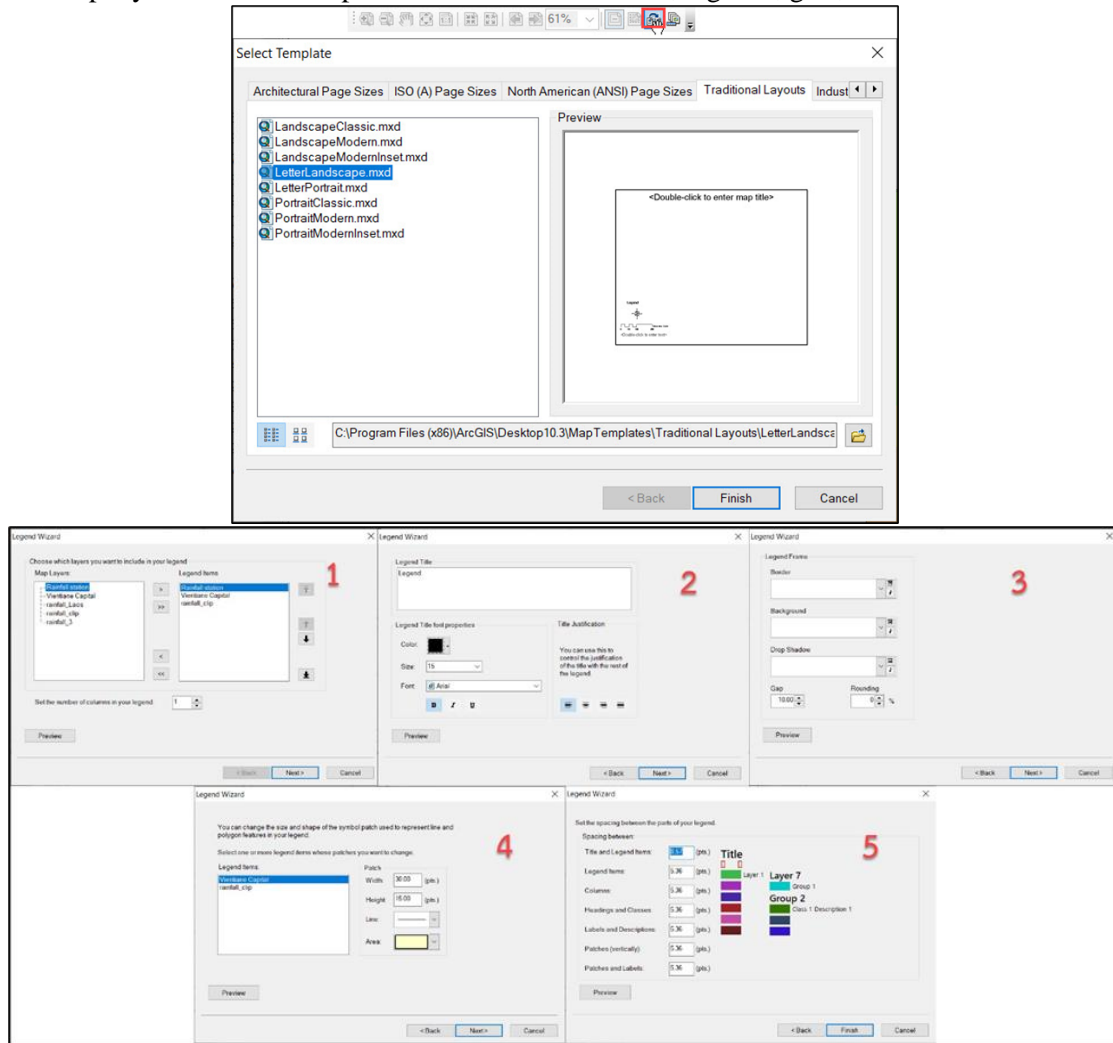 61%
Select Template
Architectural Page Sizes ISO (A) Page Sizes North American (ANSI) Page Sizes Traditional Layouts Indust
LandscapeClassic.mxd
LandscapeModern.mxd
LandscapeModernInset.mxd
LetterLandscape.mxd
LetterPortrait.mxd
PortraitClassic.mxd
PortraitModern.mxd
PortraitModernInset.mxd
Preview
<Double-click to enter map title>
Legend
C:\Program Files (x86)\ArcGIS\Desktop10.3\MapTemplates\Traditional Layouts\LetterLandsca
< Back Finish Cancel
Legend Wizard
Choose which layers you want to include in your legend
Map Layers
Legend Items
Rainfall station
Vientiane Capital
rainfall_Laos
rainfall_clip
rainfall_3
>
>>
<
<<
Rainfall station
Vientiane Capital
rainfall_clip
1
Set the number of columns in your legend 1
Preview
< Back Next > Cancel
Legend Wizard
Legend Title
Legend
2
Legend Title font properties
Color:
Size: 15
Font: Arial
B I U
Title Justification
You can use this to
control the justification
of the title with the rest of
the legend.
Preview
< Back Next > Cancel
Legend Wizard
Legend Frame
Border
Background
Drop Shadow
Gap
10.00
Rounding
0 %
3
Preview
< Back Next > Cancel
Legend Wizard
You can change the size and shape of the symbol patch used to represent line and
polygon features in your legend.
Select one or more legend items whose patches you want to change.
Legend Items
Vientiane Capital
rainfall_clip
Patch
Width: 30.00 (pts.)
Height: 15.00 (pts.)
Line:
Area:
4
Preview
< Back Next > Cancel
Legend Wizard
Set the spacing between the parts of your legend.
Spacing between:
Title and Legend Items: (pts.)
Legend Items: 5.36 (pts.)
Columns: 5.36 (pts.)
Headings and Classes: 5.36 (pts.)
Labels and Descriptions: 5.36 (pts.)
Patches (vertically): 5.36 (pts.)
Patches and Labels: 5.36 (pts.)
Title
Layer 1
Layer 7
Group 1
Group 2
Class 1 Description 1
5
Preview
< Back Finish Cancel